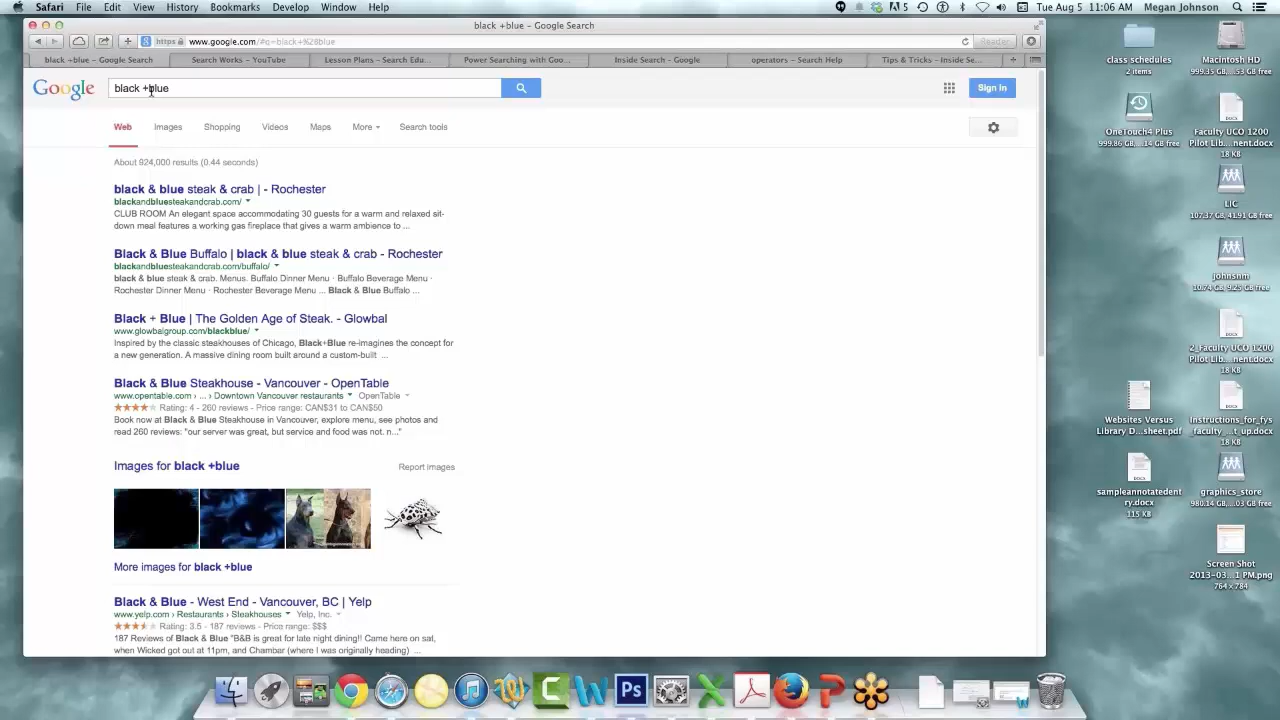 Safari File Edit View History Bookmarks Develop Window Help
5 Tue Aug 5 11:06 AM Megan Johnson
black +blue – Google Search
https www.google.com/#q=black+%28blue
Reader
black +blue – Google Search
Search Works – YouTube
Lesson Plans – Search Edu...
Power Searching with Goo...
Inside Search – Google
operators – Search Help
Tips & Tricks – Inside Se...
Google
black +blue
Sign in
Web Images Shopping Videos Maps More Search tools
About 924,000 results (0.44 seconds)
black & blue steak & crab | - Rochester
blackandbluesteakandcrab.com/
CLUB ROOM An elegant space accommodating 30 guests for a warm and relaxed sit-
down meal features a working gas fireplace that gives a warm ambience to ...
Black & Blue Buffalo | black & blue steak & crab - Rochester
blackandbluesteakandcrab.com/buffalo/
black & blue steak & crab. Menus. Buffalo Dinner Menu · Buffalo Beverage Menu ·
Rochester Dinner Menu · Rochester Beverage Menu ... Black & Blue Buffalo ...
Black + Blue | The Golden Age of Steak. - Glowbal
www.glowbalgroup.com/blackblue/
Inspired by the classic steakhouses of Chicago, Black+Blue re-imagines the concept for
a new generation. A massive dining room built around a custom-built ...
Black & Blue Steakhouse - Vancouver - OpenTable
www.opentable.com › ... › Downtown Vancouver restaurants OpenTable
Rating: 4 - 260 reviews - Price range: CAN$31 to CAN$50
Book now at Black & Blue Steakhouse in Vancouver, explore menu, see photos and
read 260 reviews: "our server was great, but service and food was not. n..."
Images for black +blue
Report images
More images for black +blue
Black & Blue - West End - Vancouver, BC | Yelp
www.yelp.com › Restaurants › Steakhouses Yelp, Inc.
Rating: 3.5 - 187 reviews - Price range: $$$
187 Reviews of Black & Blue "B&B is great for late night dining!! Came here on sat,
when Wicked got out at 11pm, and Chambar (where I was originally heading) ...
class schedules
2 items
Macintosh HD
999.35 GB,...53 GB free
OneTouch4 Plus
999.86 GB,...14 GB free
Faculty UCO 1200
Pilot Lib....nent.docx
18 KB
LIC
107.37 GB, 41.91 GB free
johnsnm
10.74 GB, 9.25 GB free
2_Faculty UCO 1200
Pilot Lib....nent.docx
18 KB
Websites Versus
Library D...sheet.pdf
Instructions_for_fys
_faculty_...t_up.docx
18 KB
sampleannotatedent
ry.docx
115 KB
graphics_store
980.14 GB,...03 GB free
Screen Shot
2013-03...1 PM.png
764×784
Ps